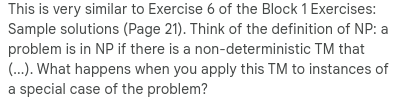 This is very similar to Exercise 6 of the Block 1 Exercises:
Sample solutions (Page 21). Think of the definition of NP: a
problem is in NP if there is a non-deterministic TM that
(...). What happens when you apply this TM to instances of
a special case of the problem?